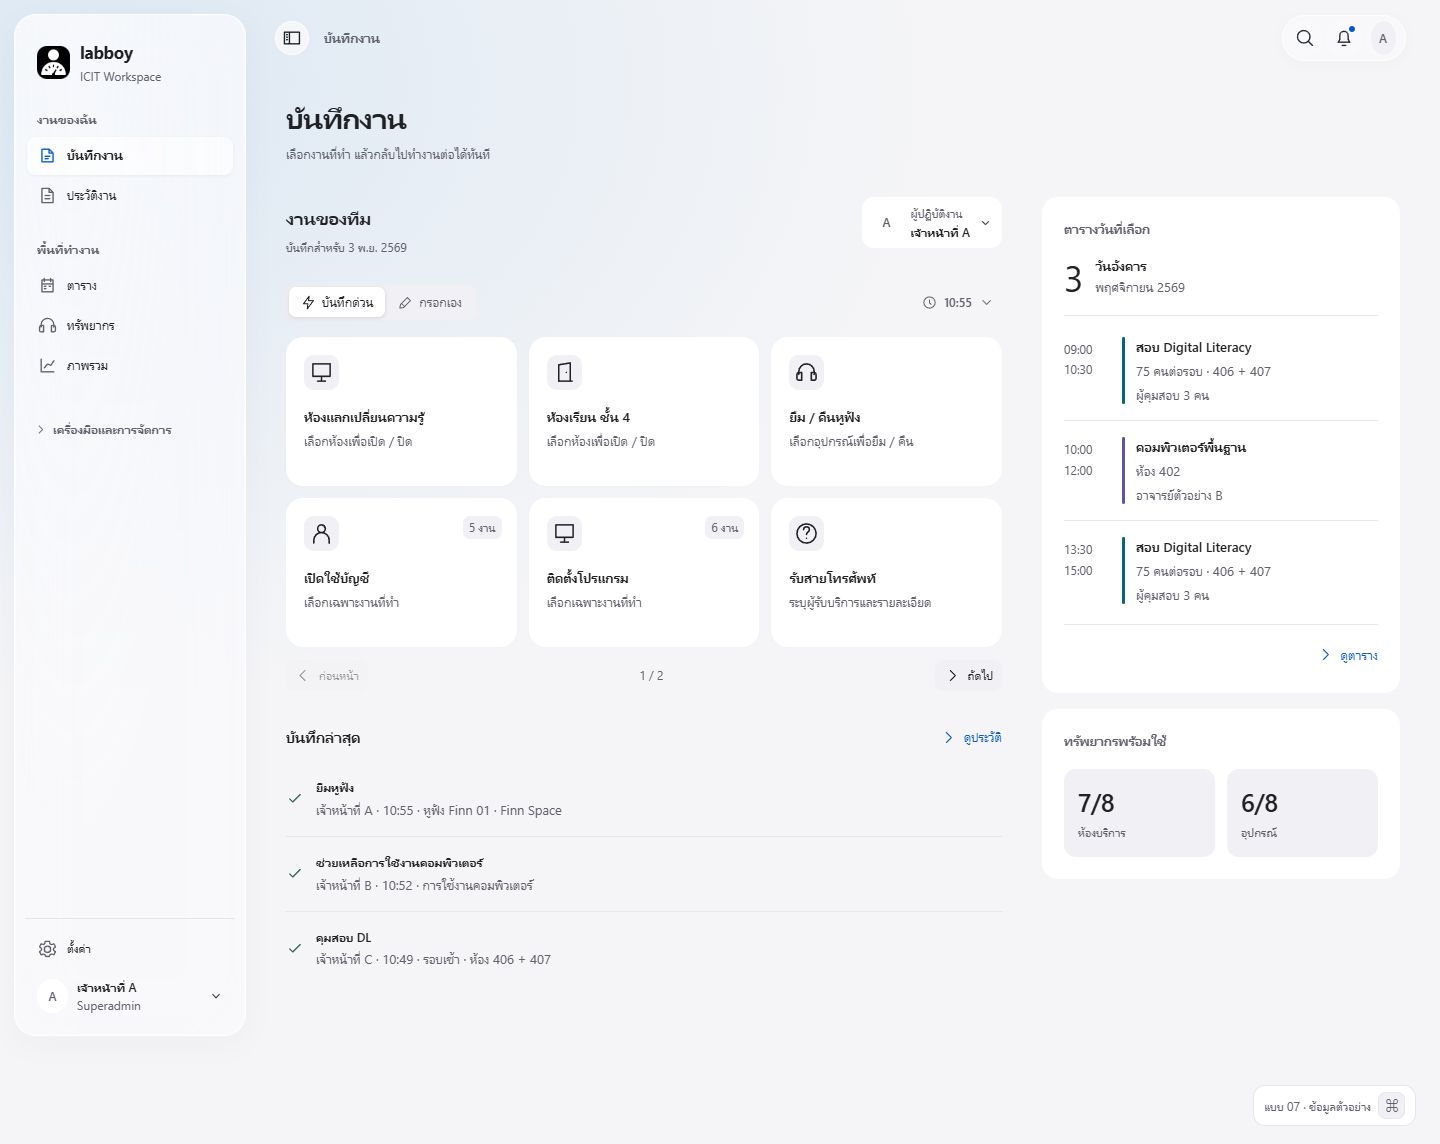 labboy
ICIT Workspace
งานของฉัน
บันทึกงาน
ประวัติงาน
พื้นที่ทำงาน
ตาราง
ทรัพยากร
ภาพรวม
เครื่องมือและการจัดการ
ตั้งค่า
A
เจ้าหน้าที่ A
Superadmin
บันทึกงาน
A
บันทึกงาน
เลือกงานที่ทำ แล้วกลับไปทำงานต่อได้ทันที
งานของทีม
บันทึกสำหรับ 3 พ.ย. 2569
A
ผู้ปฏิบัติงาน
เจ้าหน้าที่ A
บันทึกด่วน
กรอกเอง
10:55
ห้องแลกเปลี่ยนความรู้
เลือกห้องเพื่อเปิด / ปิด
ห้องเรียน ชั้น 4
เลือกห้องเพื่อเปิด / ปิด
ยืม / คืนหูฟัง
เลือกอุปกรณ์เพื่อยืม / คืน
5 งาน
เปิดใช้บัญชี
เลือกเฉพาะงานที่ทำ
6 งาน
ติดตั้งโปรแกรม
เลือกเฉพาะงานที่ทำ
รับสายโทรศัพท์
ระบุผู้รับบริการและรายละเอียด
ก่อนหน้า
1 / 2
ถัดไป
บันทึกล่าสุด
ดูประวัติ
ยืมหูฟัง
เจ้าหน้าที่ A · 10:55 · หูฟัง Finn 01 · Finn Space
ช่วยเหลือการใช้งานคอมพิวเตอร์
เจ้าหน้าที่ B · 10:52 · การใช้งานคอมพิวเตอร์
คุมสอบ DL
เจ้าหน้าที่ C · 10:49 · รอบเช้า · ห้อง 406 + 407
ตารางวันที่เลือก
3
วันอังคาร
พฤศจิกายน 2569
09:00
10:30
สอบ Digital Literacy
75 คนต่อรอบ · 406 + 407
ผู้คุมสอบ 3 คน
10:00
12:00
คอมพิวเตอร์พื้นฐาน
ห้อง 402
อาจารย์ตัวอย่าง B
13:30
15:00
สอบ Digital Literacy
75 คนต่อรอบ · 406 + 407
ผู้คุมสอบ 3 คน
ดูตาราง
ทรัพยากรพร้อมใช้
7/8
ห้องบริการ
6/8
อุปกรณ์
แบบ 07 · ข้อมูลตัวอย่าง ⌘